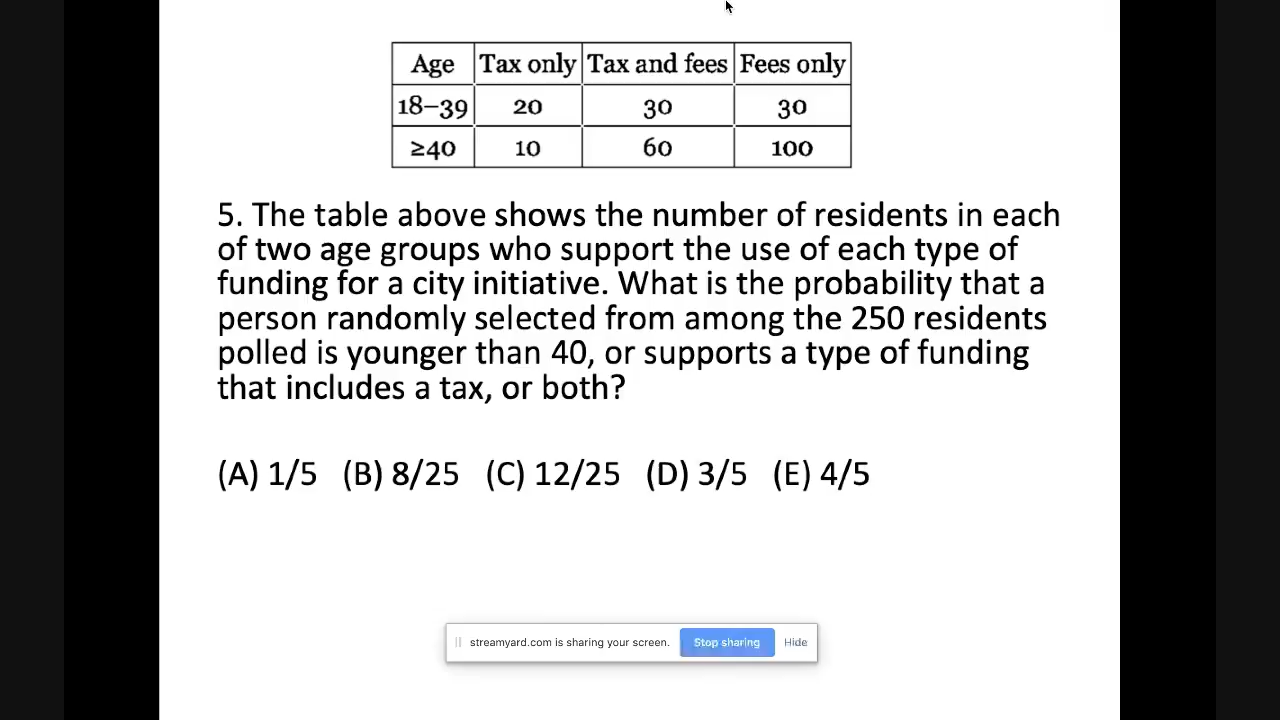 Age Tax only Tax and fees Fees only
18–39 20 30 30
≥40 10 60 100
5. The table above shows the number of residents in each
of two age groups who support the use of each type of
funding for a city initiative. What is the probability that a
person randomly selected from among the 250 residents
polled is younger than 40, or supports a type of funding
that includes a tax, or both?
(A) 1/5 (B) 8/25 (C) 12/25 (D) 3/5 (E) 4/5
streamyard.com is sharing your screen. Stop sharing Hide